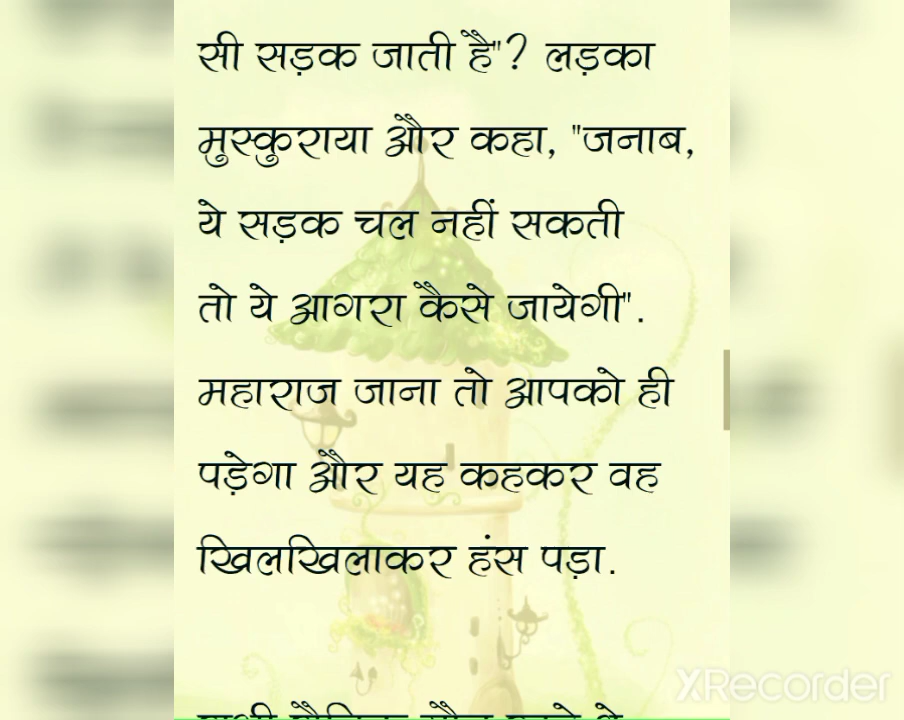 सी सड़क जाती है"? लड़का
मुस्कुराया और कहा, "जनाब,
ये सड़क चल नहीं सकती
तो ये आगरा कैसे जायेगी".
महाराज जाना तो आपको ही
पड़ेगा और यह कहकर वह
खिलखिलाकर हंस पड़ा.
XRecorder